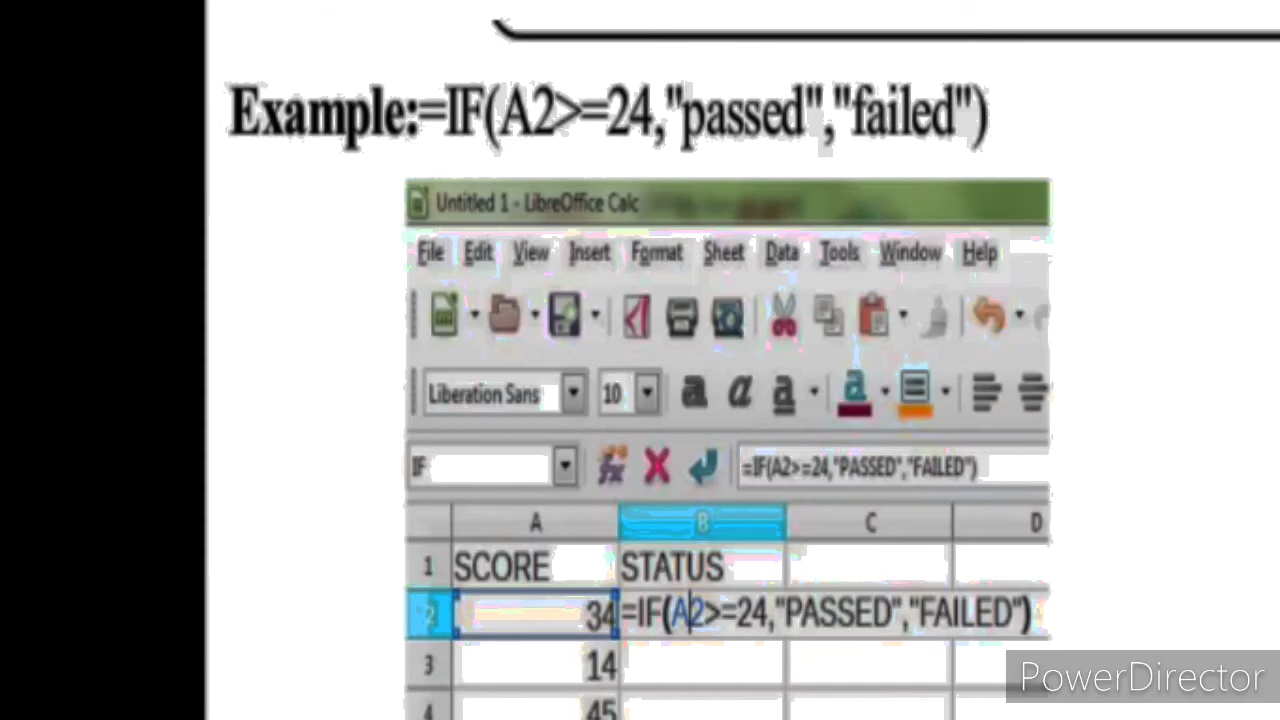 Example:=IF(A2>=24,"passed","failed")
Untitled 1 - LibreOffice Calc
File Edit View Insert Format Sheet Data Tools Window Help
Liberation Sans 10 a a a a
IF fx =IF(A2>=24,"PASSED","FAILED")
A B C D
1 SCORE STATUS
2 34 =IF(A2>=24,"PASSED","FAILED")
3 14
4 45
PowerDirector